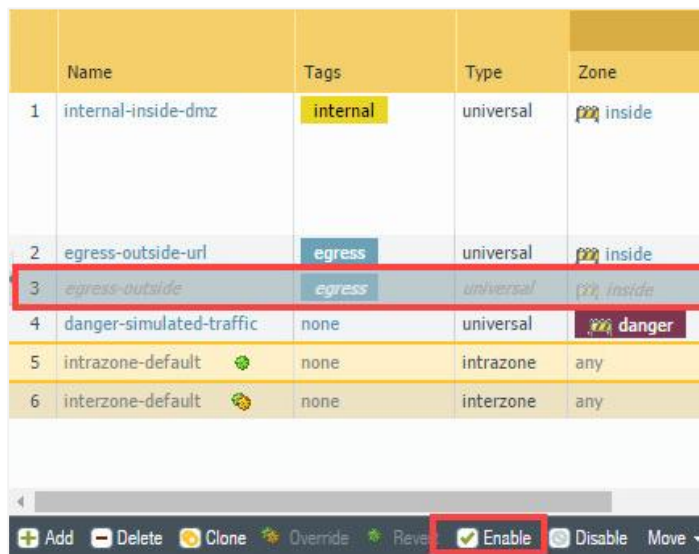 Name Tags Type Zone
1 internal-inside-dmz internal universal inside
2 egress-outside-url egress universal inside
3 egress-outside egress universal inside
4 danger-simulated-traffic none universal danger
5 intrazone-default none intrazone any
6 interzone-default none interzone any
Add Delete Clone Override Revert Enable Disable Move